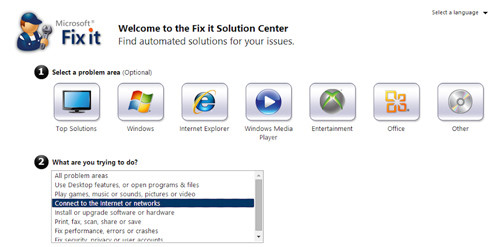 Select a language
Microsoft®
Fix it
Welcome to the Fix it Solution Center
Find automated solutions for your issues.
1 Select a problem area (Optional)
Top Solutions
Windows
Internet Explorer
Windows Media
Player
Entertainment
Office
Other
2 What are you trying to do?
All problem areas
Use Desktop features, or open programs & files
Play games, music or sounds, pictures or video
Connect to the internet or networks
Install or upgrade software or hardware
Print, fax, scan, share or save
Fix performance, errors or crashes
Fix security, privacy or user accounts